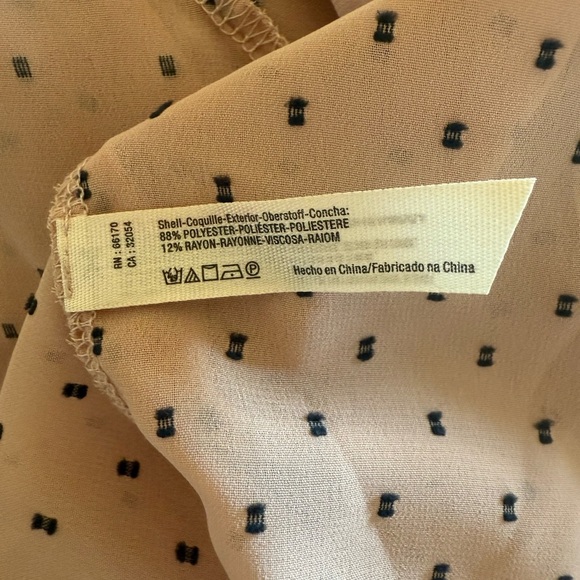 RN : 66170
CA : 32054
Shell-Coquille-Exterior-Oberstoff-Concha:
88% POLYESTER-POLIÉSTER-POLIESTERE
12% RAYON-RAYONNE-VISCOSA-RAIOM
Hecho en China/Fabricado na China